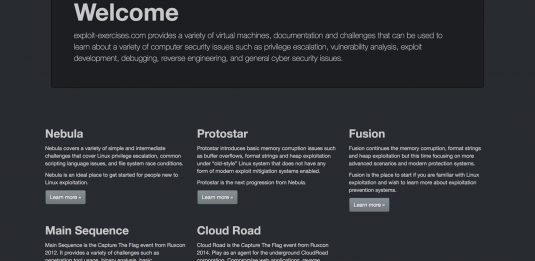 Welcome
exploit-exercises.com provides a variety of virtual machines, documentation and challenges that can be used to
learn about a variety of computer security issues such as privilege escalation, vulnerability analysis, exploit
development, debugging, reverse engineering, and general cyber security issues.
Nebula
Nebula covers a variety of simple and intermediate
challenges that cover Linux privilege escalation, common
scripting language issues, and file system race conditions.
Nebula is an ideal place to get started for people new to
Linux exploitation.
Learn more »
Protostar
Protostar introduces basic memory corruption issues such
as buffer overflows, format strings and heap exploitation
under "old-style" Linux system that does not have any
form of modern exploit mitigation systems enabled.
Protostar is the next progression from Nebula.
Learn more »
Fusion
Fusion continues the memory corruption, format strings
and heap exploitation but this time focusing on more
advanced scenarios and modern protection systems.
Fusion is the place to start if you are familiar with Linux
exploitation and wish to learn more about exploitation
prevention systems.
Learn more »
Main Sequence
Main Sequence is the Capture The Flag event from Ruxcon
2012. It provides a variety of challenges such as
penetration tool usage, binary analysis, basic
Cloud Road
Cloud Road is the Capture The Flag event from Ruxcon
2014. Play as an agent for the underground CloudRoad
corporation. Compromise web applications, reverse